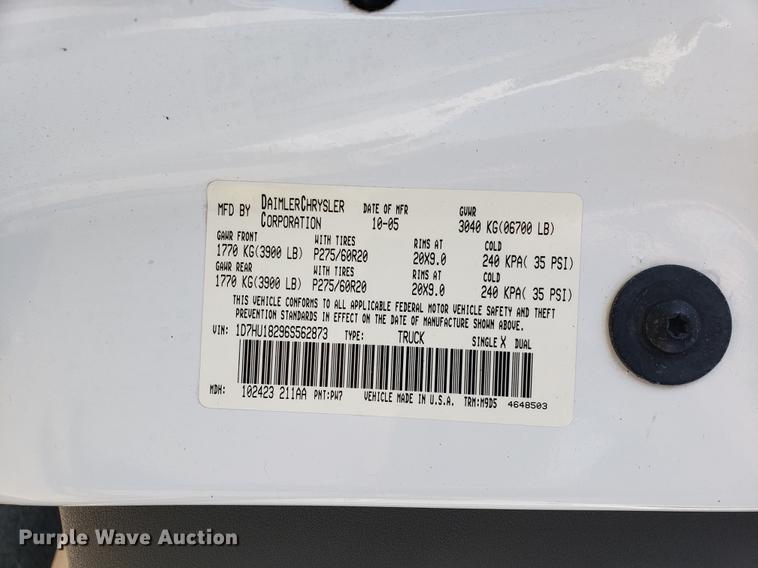 MFD BY DAIMLERCHRYSLER CORPORATION DATE OF MFR 10-05 GVWR 3040 KG(06700 LB)
GAWR FRONT WITH TIRES RIMS AT COLD
1770 KG(3900 LB) P275/60R20 20X9.0 240 KPA( 35 PSI)
GAWR REAR WITH TIRES RIMS AT COLD
1770 KG(3900 LB) P275/60R20 20X9.0 240 KPA( 35 PSI)
THIS VEHICLE CONFORMS TO ALL APPLICABLE FEDERAL MOTOR VEHICLE SAFETY AND THEFT
PREVENTION STANDARDS IN EFFECT ON THE DATE OF MANUFACTURE SHOWN ABOVE.
VIN: 1D7HU18296S562873 TYPE: TRUCK SINGLE X DUAL
MDH: 102423 211AA PNT:PW7 VEHICLE MADE IN U.S.A. TRM:M9D5 4648503
Purple Wave Auction